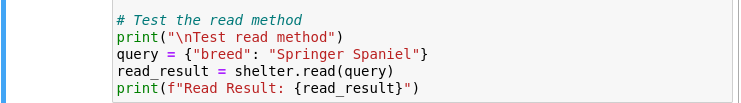 # Test the read method
print("\nTest read method")
query = {"breed": "Springer Spaniel"}
read_result = shelter.read(query)
print(f"Read Result: {read_result}")